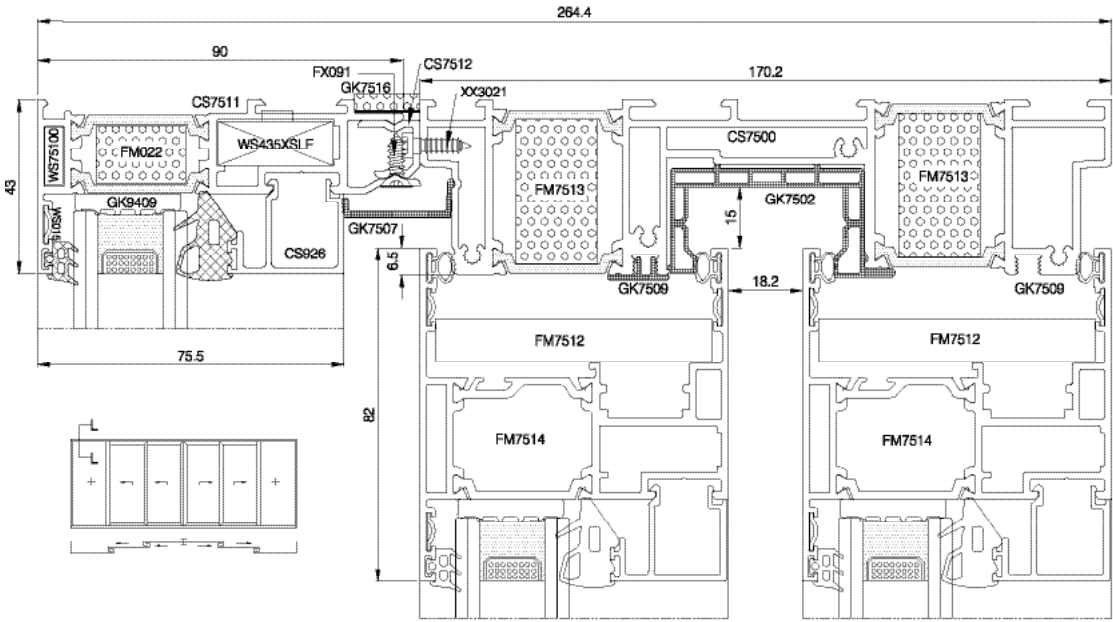 264.4
90
170.2
FX091
CS7512
GK7516
XX3021
CS7511
CS7500
WS75100
FM022
WS435XSLF
FM7513
FM7513
43
GK9409
GK7502
WS01S
GK7507
15
CS926
6.5
GK7509
18.2
GK7509
FM7512
FM7512
75.5
82
FM7514
FM7514
L
L